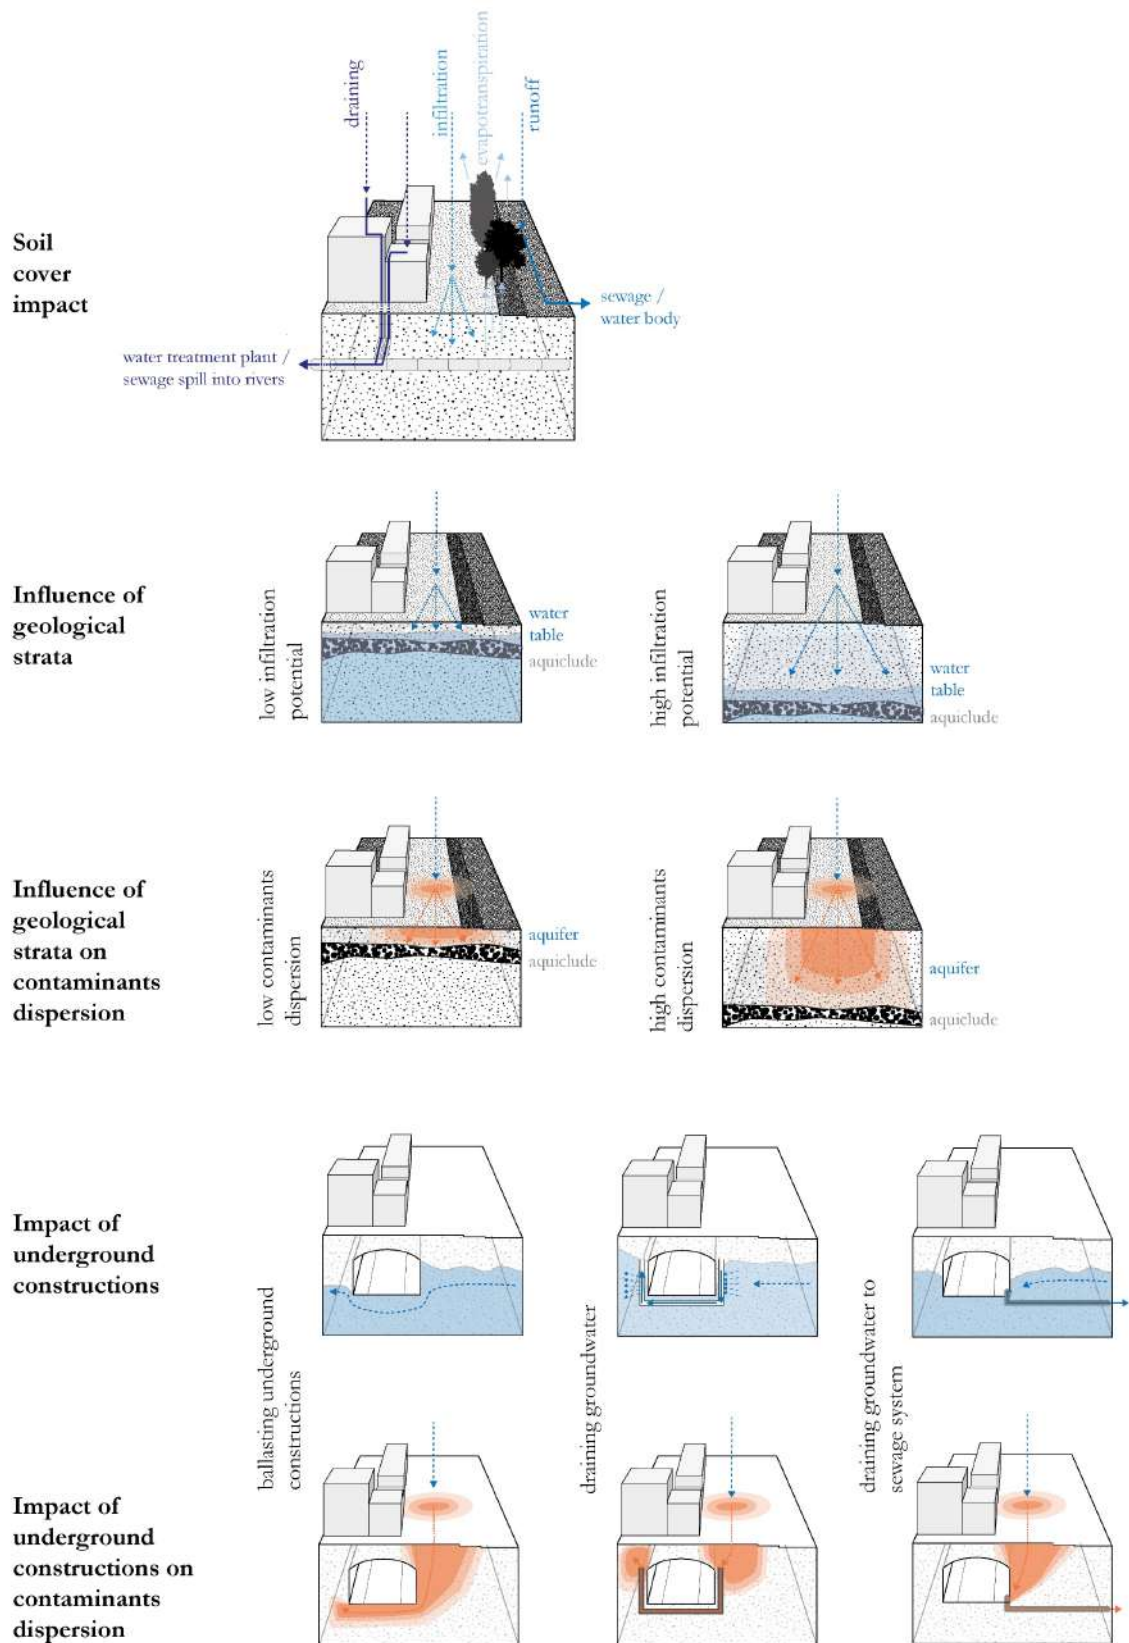 draining
infiltration
evapotranspiration
runoff
Soil
cover
impact
sewage /
water body
water treatment plant /
sewage spill into rivers
Influence of
geological
strata
low infiltration
potential
water
table
aquiclude
high infiltration
potential
water
table
aquiclude
Influence of
geological
strata on
contaminants
dispersion
low contaminants
dispersion
aquifer
aquiclude
high contaminants
dispersion
aquifer
aquiclude
Impact of
underground
constructions
ballasting underground
constructions
draining groundwater
draining groundwater to
sewage system
Impact of
underground
constructions on
contaminants
dispersion